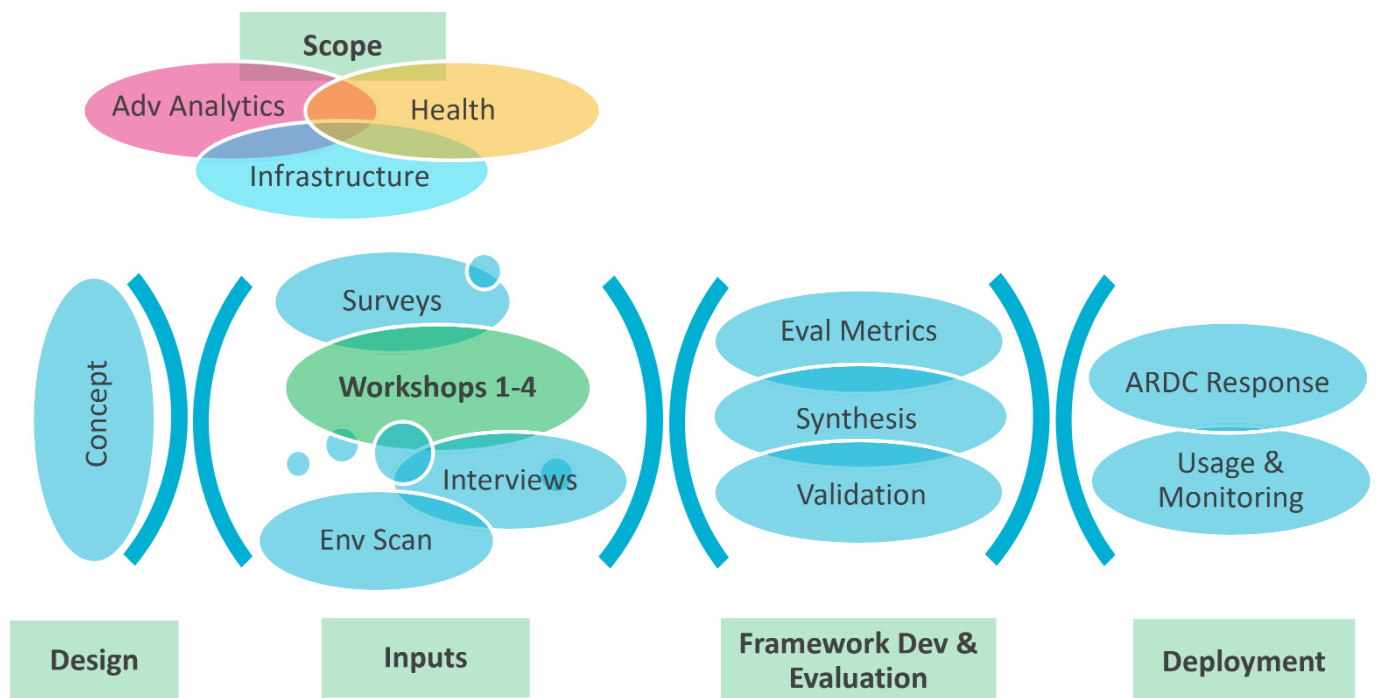 Scope
Adv Analytics
Health
Infrastructure
Concept
Surveys
Workshops 1-4
Interviews
Env Scan
Eval Metrics
Synthesis
Validation
ARDC Response
Usage &
Monitoring
Design
Inputs
Framework Dev &
Evaluation
Deployment